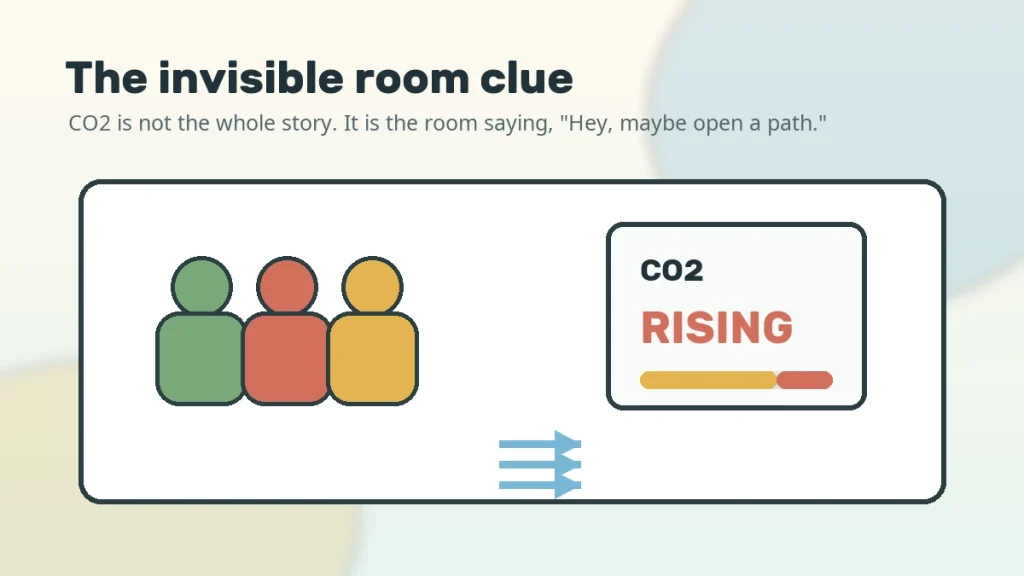 The invisible room clue
CO2 is not the whole story. It is the room saying, "Hey, maybe open a path."
CO2
RISING